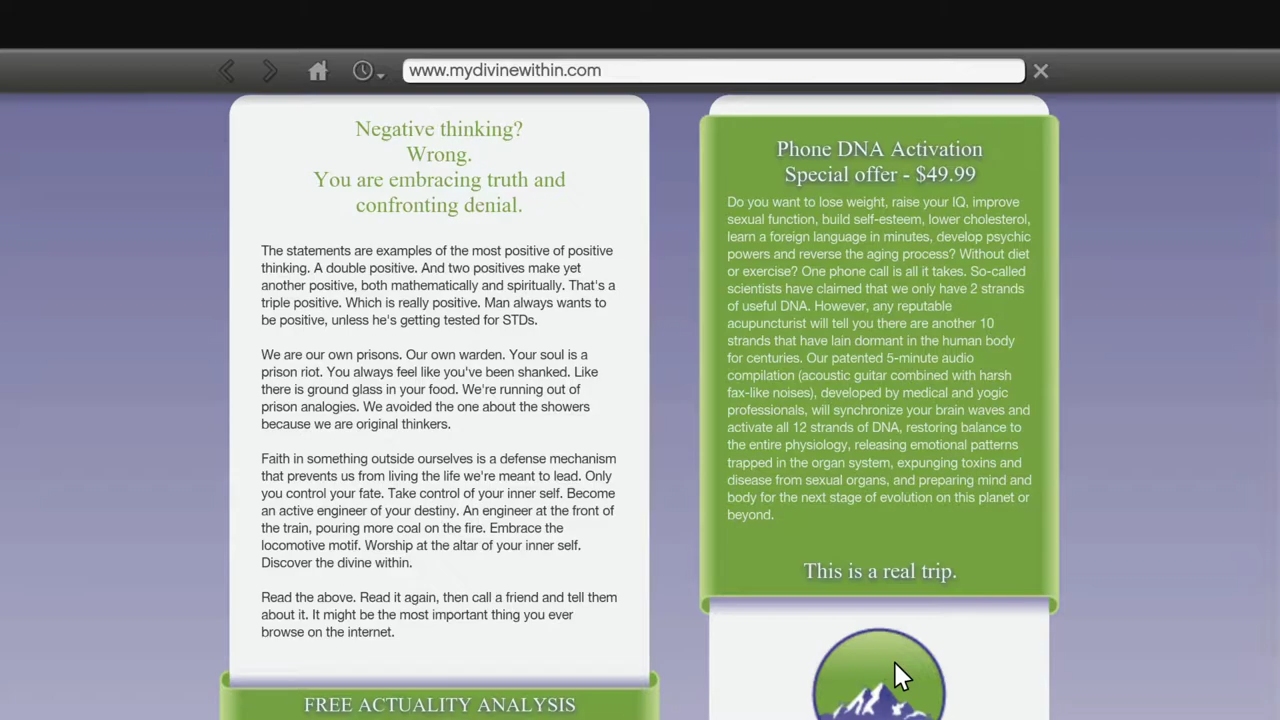 www.mydivinewithin.com
Negative thinking?
Wrong.
You are embracing truth and
confronting denial.
The statements are examples of the most positive of positive
thinking. A double positive. And two positives make yet
another positive, both mathematically and spiritually. That's a
triple positive. Which is really positive. Man always wants to
be positive, unless he's getting tested for STDs.
We are our own prisons. Our own warden. Your soul is a
prison riot. You always feel like you've been shanked. Like
there is ground glass in your food. We're running out of
prison analogies. We avoided the one about the showers
because we are original thinkers.
Faith in something outside ourselves is a defense mechanism
that prevents us from living the life we're meant to lead. Only
you control your fate. Take control of your inner self. Become
an active engineer of your destiny. An engineer at the front of
the train, pouring more coal on the fire. Embrace the
locomotive motif. Worship at the altar of your inner self.
Discover the divine within.
Read the above. Read it again, then call a friend and tell them
about it. It might be the most important thing you ever
browse on the internet.
FREE ACTUALITY ANALYSIS
Phone DNA Activation
Special offer - $49.99
Do you want to lose weight, raise your IQ, improve
sexual function, build self-esteem, lower cholesterol,
learn a foreign language in minutes, develop psychic
powers and reverse the aging process? Without diet
or exercise? One phone call is all it takes. So-called
scientists have claimed that we only have 2 strands
of useful DNA. However, any reputable
acupuncturist will tell you there are another 10
strands that have lain dormant in the human body
for centuries. Our patented 5-minute audio
compilation (acoustic guitar combined with harsh
fax-like noises), developed by medical and yogic
professionals, will synchronize your brain waves and
activate all 12 strands of DNA, restoring balance to
the entire physiology, releasing emotional patterns
trapped in the organ system, expunging toxins and
disease from sexual organs, and preparing mind and
body for the next stage of evolution on this planet or
beyond.
This is a real trip.